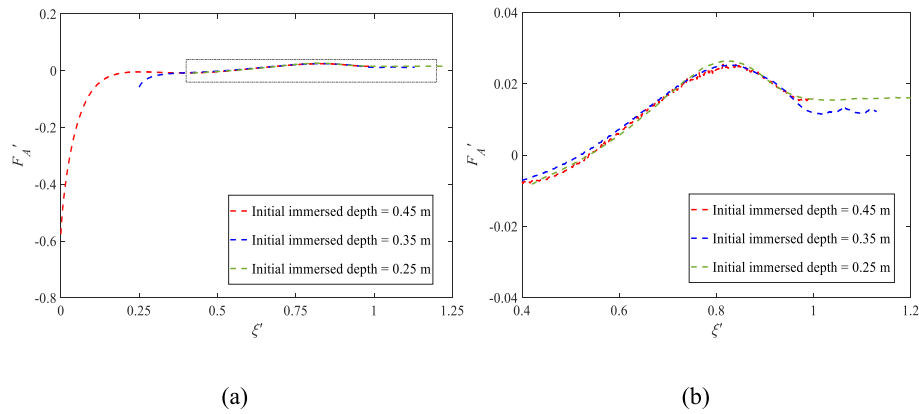 0.2
0
-0.2
-0.4
-0.6
-0.8
F_A'
0
0.25
0.5
0.75
1
1.25
ξ'
Initial immersed depth = 0.45 m
Initial immersed depth = 0.35 m
Initial immersed depth = 0.25 m
(a)
0.04
0.02
0
-0.02
-0.04
F_A'
0.4
0.6
0.8
1
1.2
ξ'
Initial immersed depth = 0.45 m
Initial immersed depth = 0.35 m
Initial immersed depth = 0.25 m
(b)